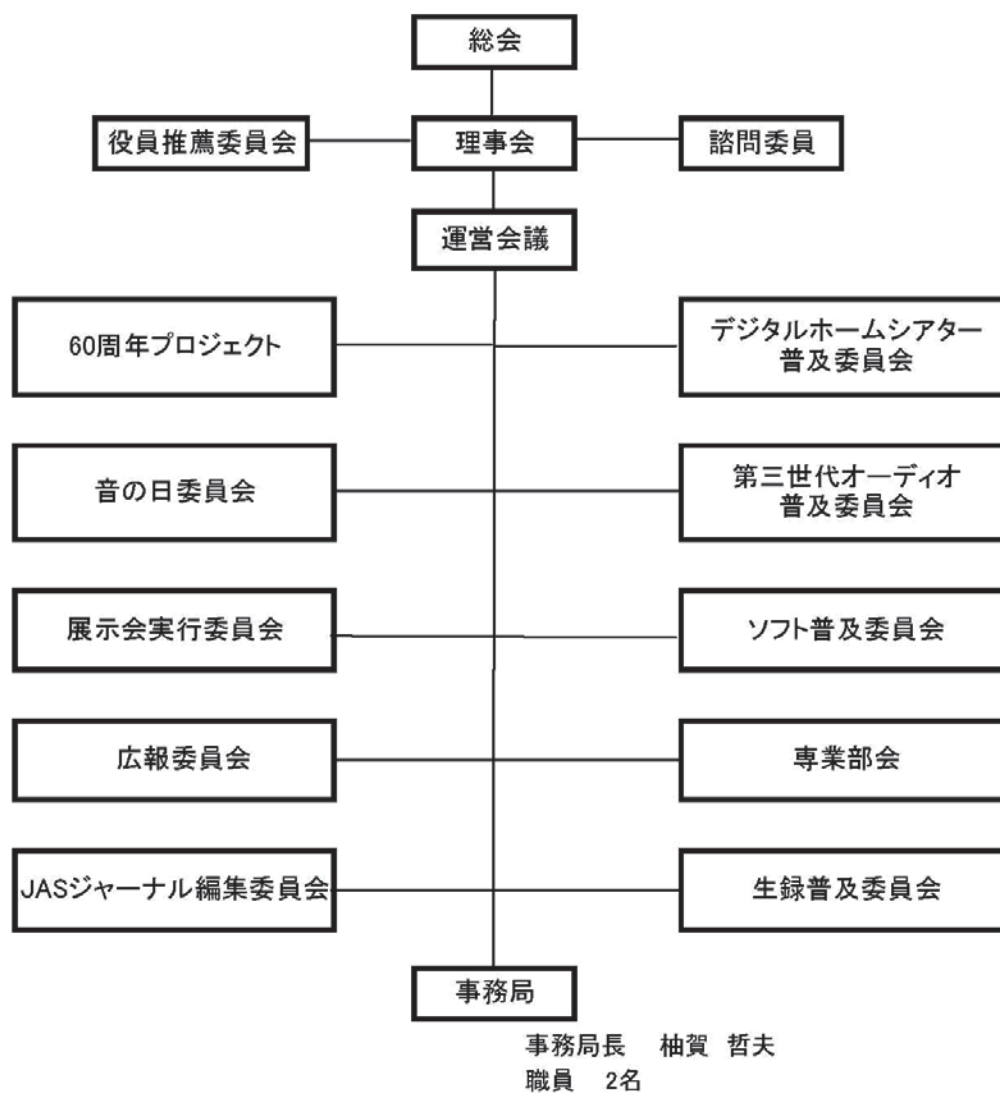 総会
役員推薦委員会
理事会
諮問委員
運営会議
60周年プロジェクト
デジタルホームシアター
普及委員会
音の日委員会
第三世代オーディオ
普及委員会
展示会実行委員会
ソフト普及委員会
広報委員会
専業部会
JASジャーナル編集委員会
生録普及委員会
事務局
事務局長 柚賀 哲夫
職員 2名